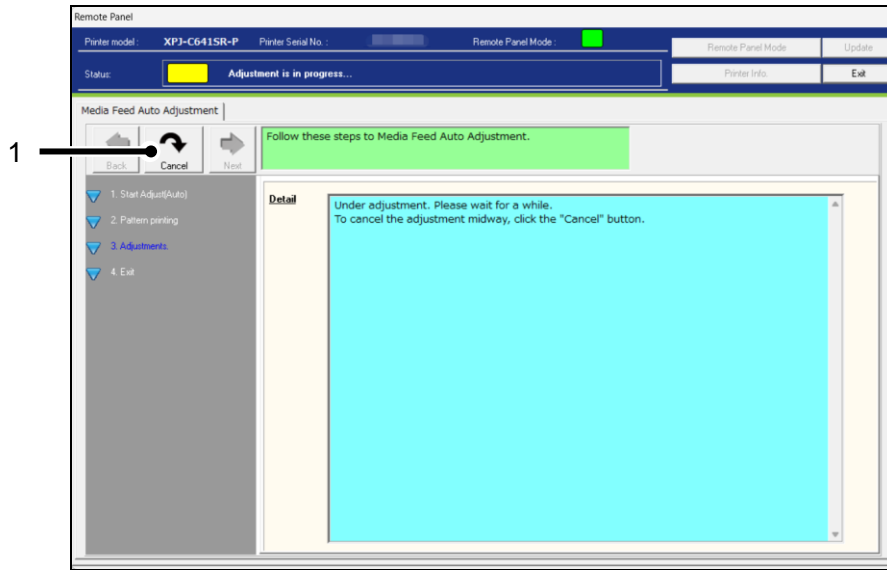 Remote Panel
Printer model : XPJ-C641SR-P Printer Serial No. : Remote Panel Mode : Remote Panel Mode Update
Status: Adjustment is in progress... Printer Info. Exit
Media Feed Auto Adjustment
1
Back Cancel Next
Follow these steps to Media Feed Auto Adjustment.
1. Start Adjust(Auto)
2. Pattern printing
3. Adjustments.
4. Exit
Detail
Under adjustment. Please wait for a while.
To cancel the adjustment midway, click the "Cancel" button.